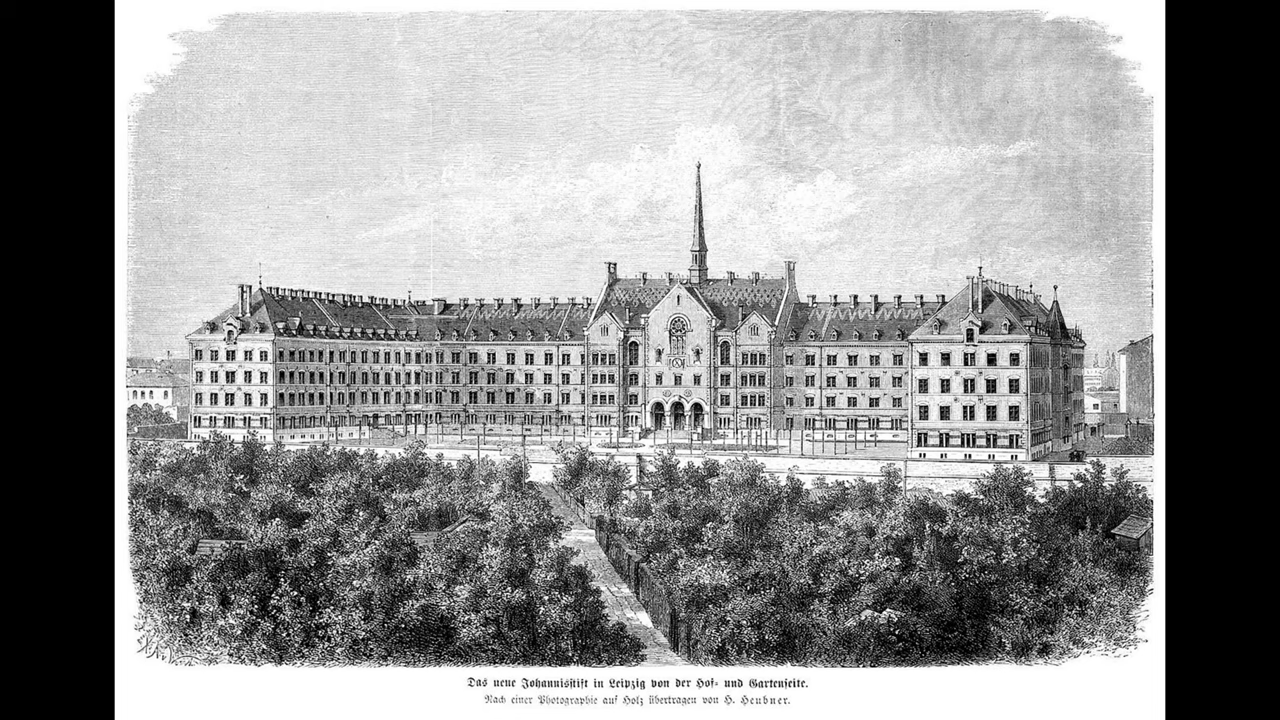 Das neue Johannisstift in Leipzig von der Hof- und Gartenseite.
Nach einer Photographie auf Holz übertragen von H. Heubner.